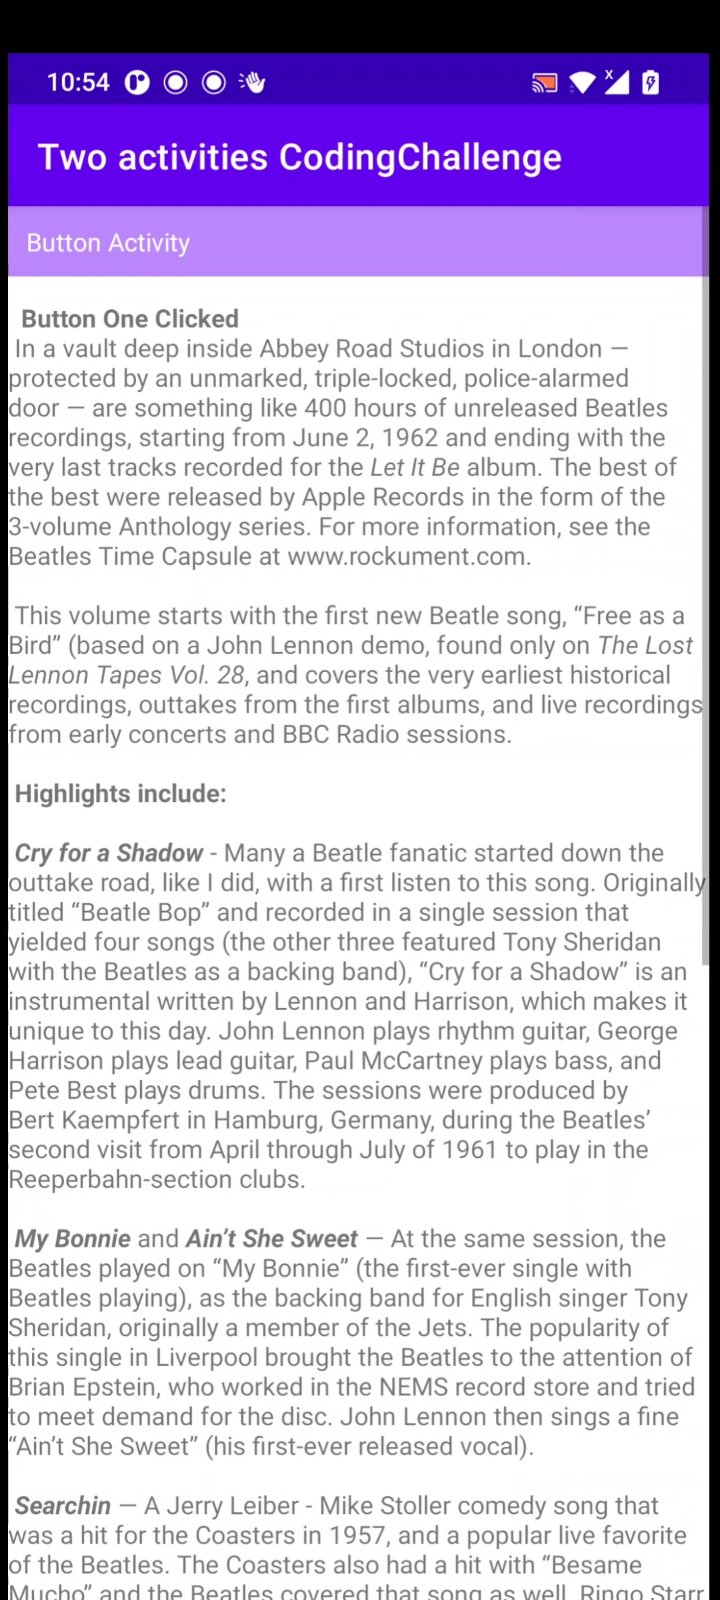 10:54
Two activities CodingChallenge
Button Activity
Button One Clicked
In a vault deep inside Abbey Road Studios in London —
protected by an unmarked, triple-locked, police-alarmed
door — are something like 400 hours of unreleased Beatles
recordings, starting from June 2, 1962 and ending with the
very last tracks recorded for the Let It Be album. The best of
the best were released by Apple Records in the form of the
3-volume Anthology series. For more information, see the
Beatles Time Capsule at www.rockument.com.
This volume starts with the first new Beatle song, “Free as a
Bird” (based on a John Lennon demo, found only on The Lost
Lennon Tapes Vol. 28, and covers the very earliest historical
recordings, outtakes from the first albums, and live recordings
from early concerts and BBC Radio sessions.
Highlights include:
Cry for a Shadow - Many a Beatle fanatic started down the
outtake road, like I did, with a first listen to this song. Originally
titled “Beatle Bop” and recorded in a single session that
yielded four songs (the other three featured Tony Sheridan
with the Beatles as a backing band), “Cry for a Shadow” is an
instrumental written by Lennon and Harrison, which makes it
unique to this day. John Lennon plays rhythm guitar, George
Harrison plays lead guitar, Paul McCartney plays bass, and
Pete Best plays drums. The sessions were produced by
Bert Kaempfert in Hamburg, Germany, during the Beatles’
second visit from April through July of 1961 to play in the
Reeperbahn-section clubs.
My Bonnie and Ain’t She Sweet — At the same session, the
Beatles played on “My Bonnie” (the first-ever single with
Beatles playing), as the backing band for English singer Tony
Sheridan, originally a member of the Jets. The popularity of
this single in Liverpool brought the Beatles to the attention of
Brian Epstein, who worked in the NEMS record store and tried
to meet demand for the disc. John Lennon then sings a fine
“Ain’t She Sweet” (his first-ever released vocal).
Searchin — A Jerry Leiber - Mike Stoller comedy song that
was a hit for the Coasters in 1957, and a popular live favorite
of the Beatles. The Coasters also had a hit with “Besame
Mucho” and the Beatles covered that song as well. Ringo Starr